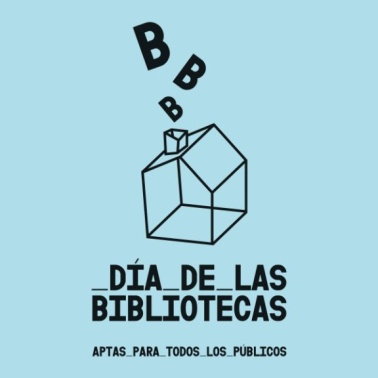 B
B
B
_DÍA_DE_LAS
BIBLIOTECAS
APTAS_PARA_TODOS_LOS_PÚBLICOS